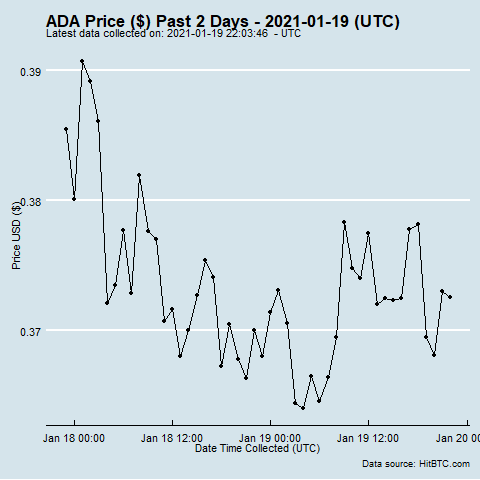 ADA Price ($) Past 2 Days - 2021-01-19 (UTC)
Latest data collected on: 2021-01-19 22:03:46 - UTC
0.39
0.38
0.37
Price USD ($)
Jan 18 00:00 Jan 18 12:00 Jan 19 00:00 Jan 19 12:00 Jan 20 00
Date Time Collected (UTC)
Data source: HitBTC.com